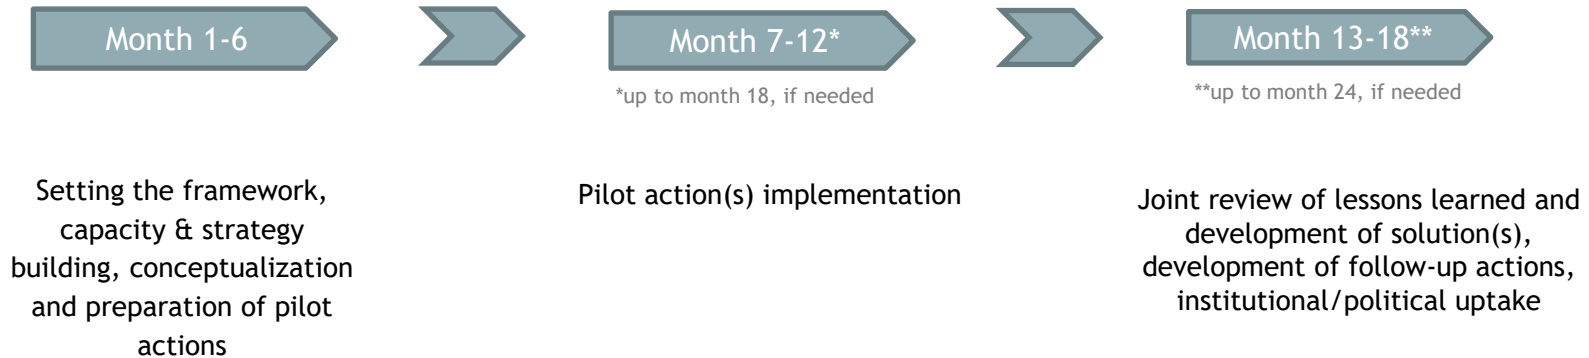 Month 1-6
Month 7-12*
Month 13-18**
*up to month 18, if needed
**up to month 24, if needed
Setting the framework,
capacity & strategy
building, conceptualization
and preparation of pilot
actions
Pilot action(s) implementation
Joint review of lessons learned and
development of solution(s),
development of follow-up actions,
institutional/political uptake